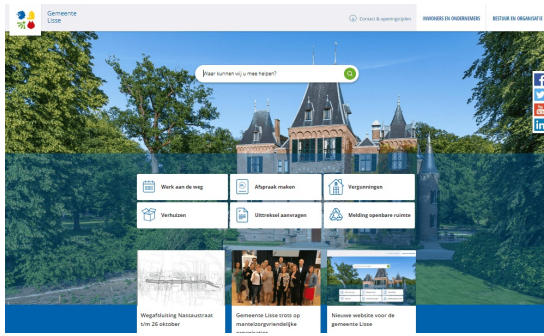 Gemeente
Lisse
Contact & openingstijden
INWONERS EN ONDERNEMERS
BESTUUR EN ORGANISATIE
Waar kunnen wij u mee helpen?
Werk aan de weg
Afspraak maken
Vergunningen
Verhuizen
Uittreksel aanvragen
Melding openbare ruimte
Wegafsluiting Nassaustraat
t/m 26 oktober
Gemeente Lisse trots op
mantelzorgvriendelijke
Nieuwe website voor de
gemeente Lisse